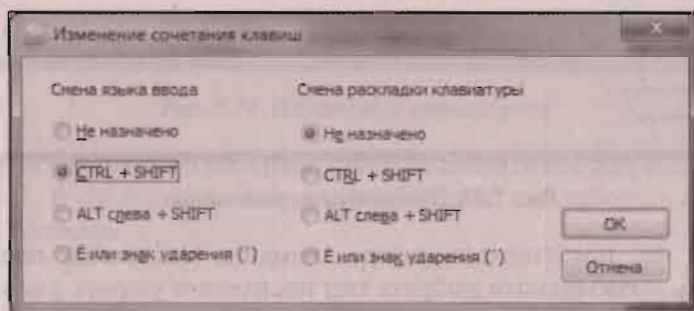 Изменение сочетания клавиш
Смена языка ввода
Не назначено
CTRL + SHIFT
ALT слева + SHIFT
Ё или знак ударения (`)
Смена раскладки клавиатуры
Не назначено
CTRL + SHIFT
ALT слева + SHIFT
Ё или знак ударения (`)
OK
Отмена